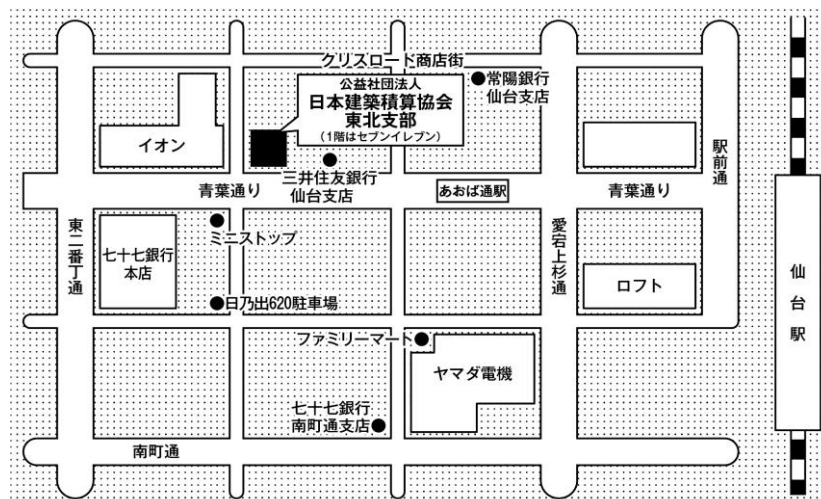 クリスロード商店街
公益社団法人
日本建築積算協会
東北支部
（1階はセブンイレブン）
常陽銀行
仙台支店
イオン
三井住友銀行
仙台支店
青葉通り
あおば通駅
青葉通り
駅前通
東二番丁通
七十七銀行
本店
ミニストップ
日乃出620駐車場
愛宕上杉通
ロフト
仙台駅
ファミリーマート
ヤマダ電機
七十七銀行
南町通支店
南町通